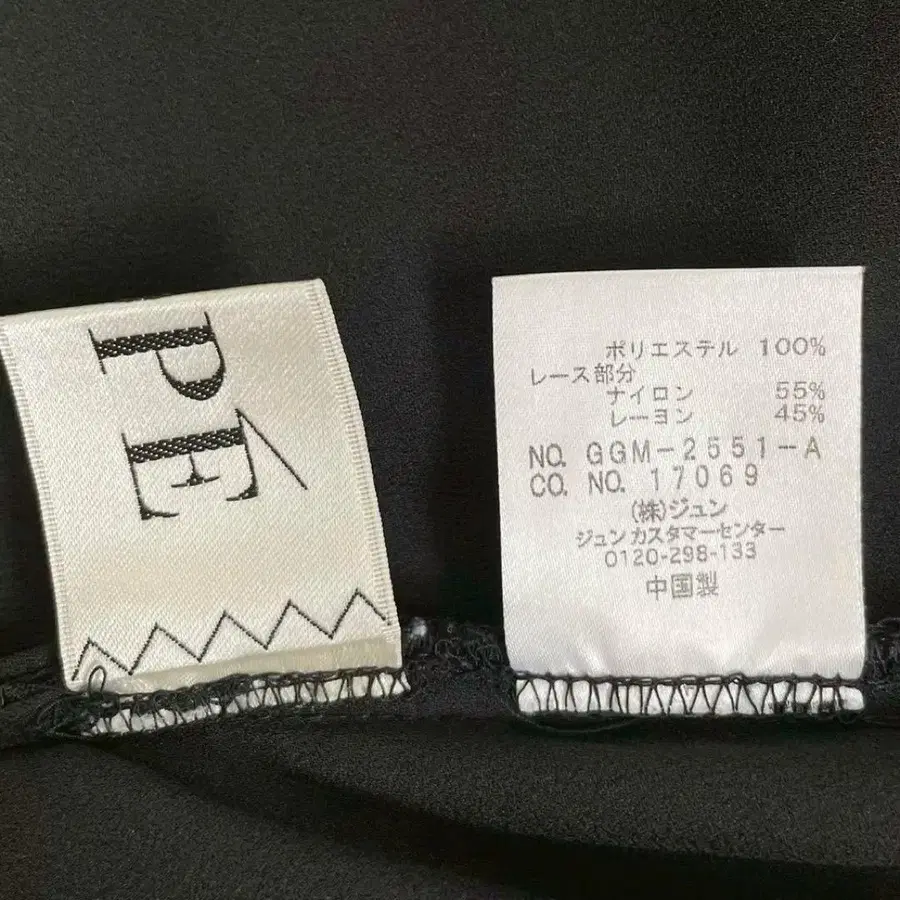 PÉ
ポリエステル 100%
レース部分
ナイロン 55%
レーヨン 45%
NO. GGM-2551-A
CO. NO. 17069
(株)ジュン
ジュンカスタマーセンター
0120-298-133
中国製